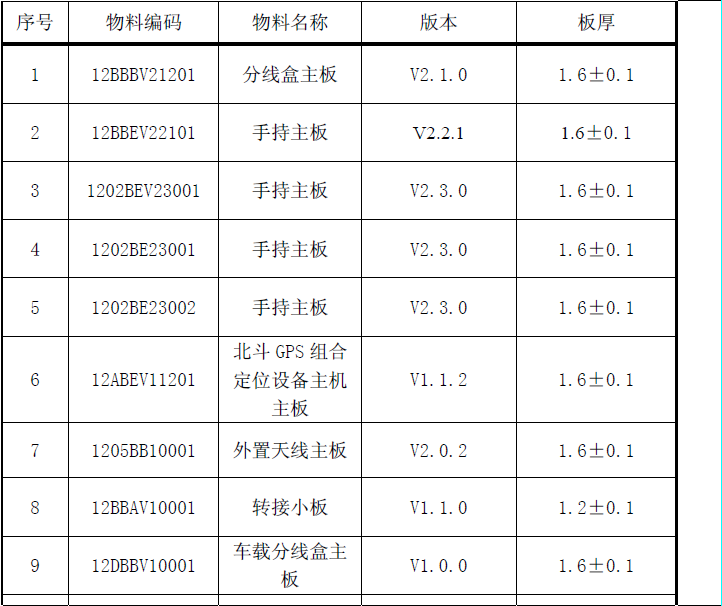 序号 物料编码 物料名称 版本 板厚
1 12BBBV21201 分线盒主板 V2.1.0 1.6±0.1
2 12BBEV22101 手持主板 V2.2.1 1.6±0.1
3 1202BEV23001 手持主板 V2.3.0 1.6±0.1
4 1202BE23001 手持主板 V2.3.0 1.6±0.1
5 1202BE23002 手持主板 V2.3.0 1.6±0.1
6 12ABEV11201 北斗 GPS 组合
定位设备主机
主板 V1.1.2 1.6±0.1
7 1205BB10001 外置天线主板 V2.0.2 1.6±0.1
8 12BBAV10001 转接小板 V1.1.0 1.2±0.1
9 12DBBV10001 车载分线盒主
板 V1.0.0 1.6±0.1